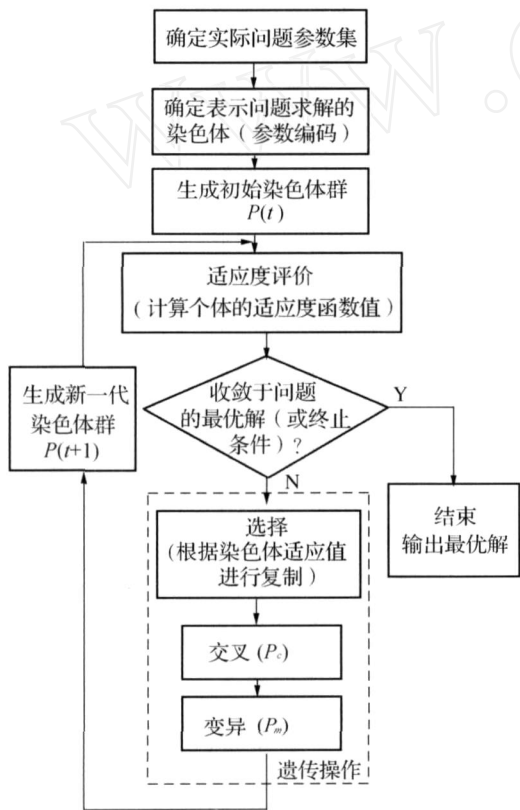 确定实际问题参数集
确定表示问题求解的
染色体（参数编码）
生成初始染色体群
P(t)
适应度评价
（计算个体的适应度函数值）
收敛于问题
的最优解（或终止
条件）？
Y
N
生成新一代
染色体群
P(t+1)
结束
输出最优解
选择
(根据染色体适应值
进行复制）
交叉 (Pc)
变异 (Pm)
遗传操作
www.